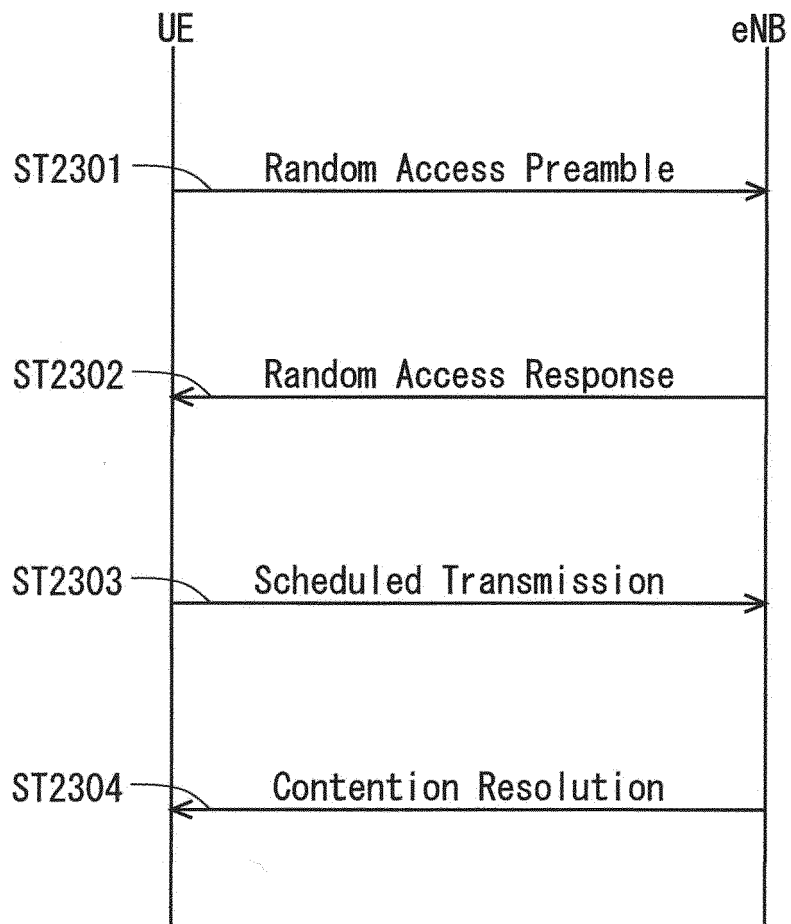 UE eNB
ST2301 Random Access Preamble
ST2302 Random Access Response
ST2303 Scheduled Transmission
ST2304 Contention Resolution